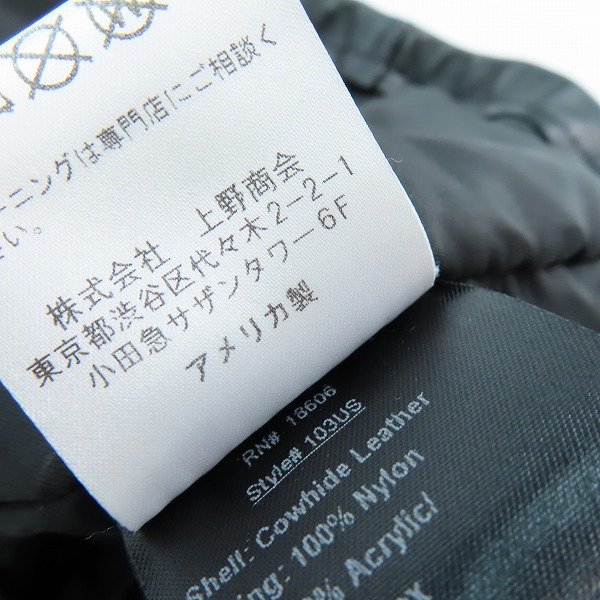 ーニングは専門店にご相談く
さい。
株式会社 上野商会
東京都渋谷区代々木2-2-1
小田急サザンタワー6F
アメリカ製
RN# 18606
Style# 103US
Shell: Cowhide Leather
ing: 100% Nylon
% Acrylic/